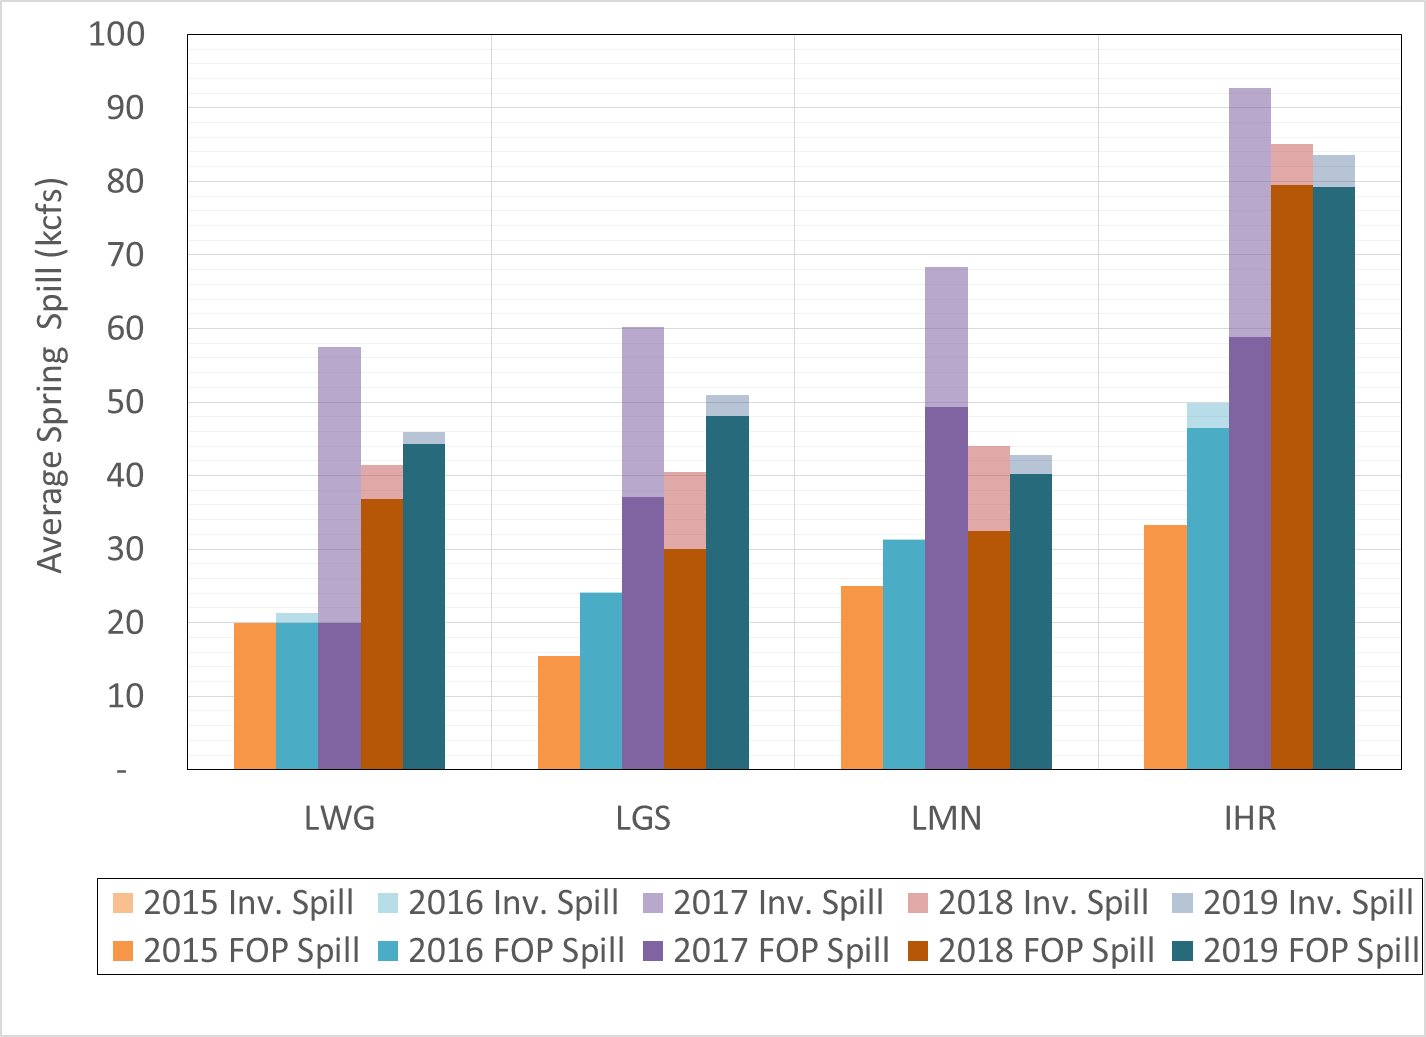 Average Spring  Spill (kcfs)
100
90
80
70
60
50
40
30
20
10
-
LWG LGS LMN IHR
2015 Inv. Spill 2016 Inv. Spill 2017 Inv. Spill 2018 Inv. Spill 2019 Inv. Spill
2015 FOP Spill 2016 FOP Spill 2017 FOP Spill 2018 FOP Spill 2019 FOP Spill